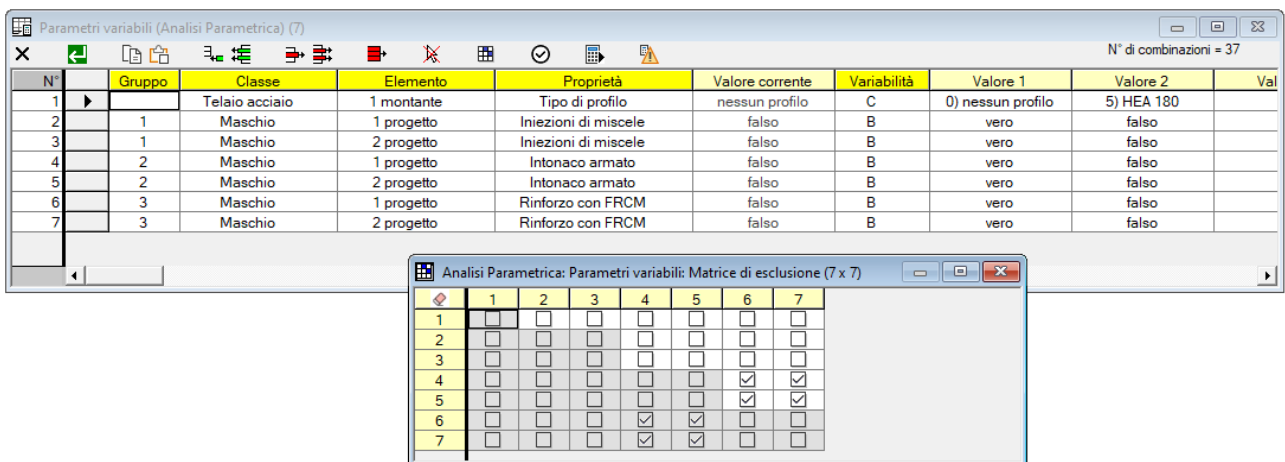 Parametri variabili (Analisi Parametrica) (7)
N° di combinazioni = 37
N° Gruppo Classe Elemento Proprietà Valore corrente Variabilità Valore 1 Valore 2 Val
1 Telaio acciaio 1 montante Tipo di profilo nessun profilo C 0) nessun profilo 5) HEA 180
2 1 Maschio 1 progetto Iniezioni di miscele falso B vero falso
3 1 Maschio 2 progetto Iniezioni di miscele falso B vero falso
4 2 Maschio 1 progetto Intonaco armato falso B vero falso
5 2 Maschio 2 progetto Intonaco armato falso B vero falso
6 3 Maschio 1 progetto Rinforzo con FRCM falso B vero falso
7 3 Maschio 2 progetto Rinforzo con FRCM falso B vero falso
Analisi Parametrica: Parametri variabili: Matrice di esclusione (7 x 7)
1 2 3 4 5 6 7
1
2
3
4
5
6
7